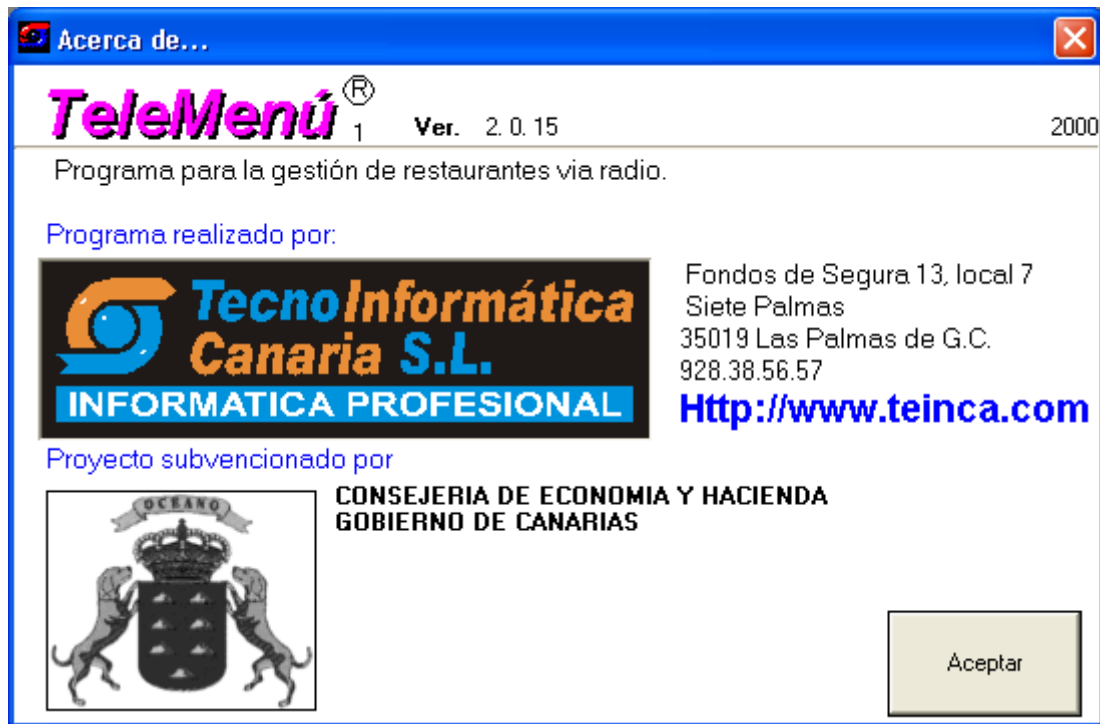 Acerca de...
TeleMenú ® 1 Ver. 2. 0. 15 2000
Programa para la gestión de restaurantes via radio.
Programa realizado por:
TecnoInformática
Canaria S.L.
INFORMATICA PROFESIONAL
Fondos de Segura 13, local 7
Siete Palmas
35019 Las Palmas de G.C.
928.38.56.57
Http://www.teinca.com
Proyecto subvencionado por
OCEANO
CONSEJERIA DE ECONOMIA Y HACIENDA
GOBIERNO DE CANARIAS
Aceptar